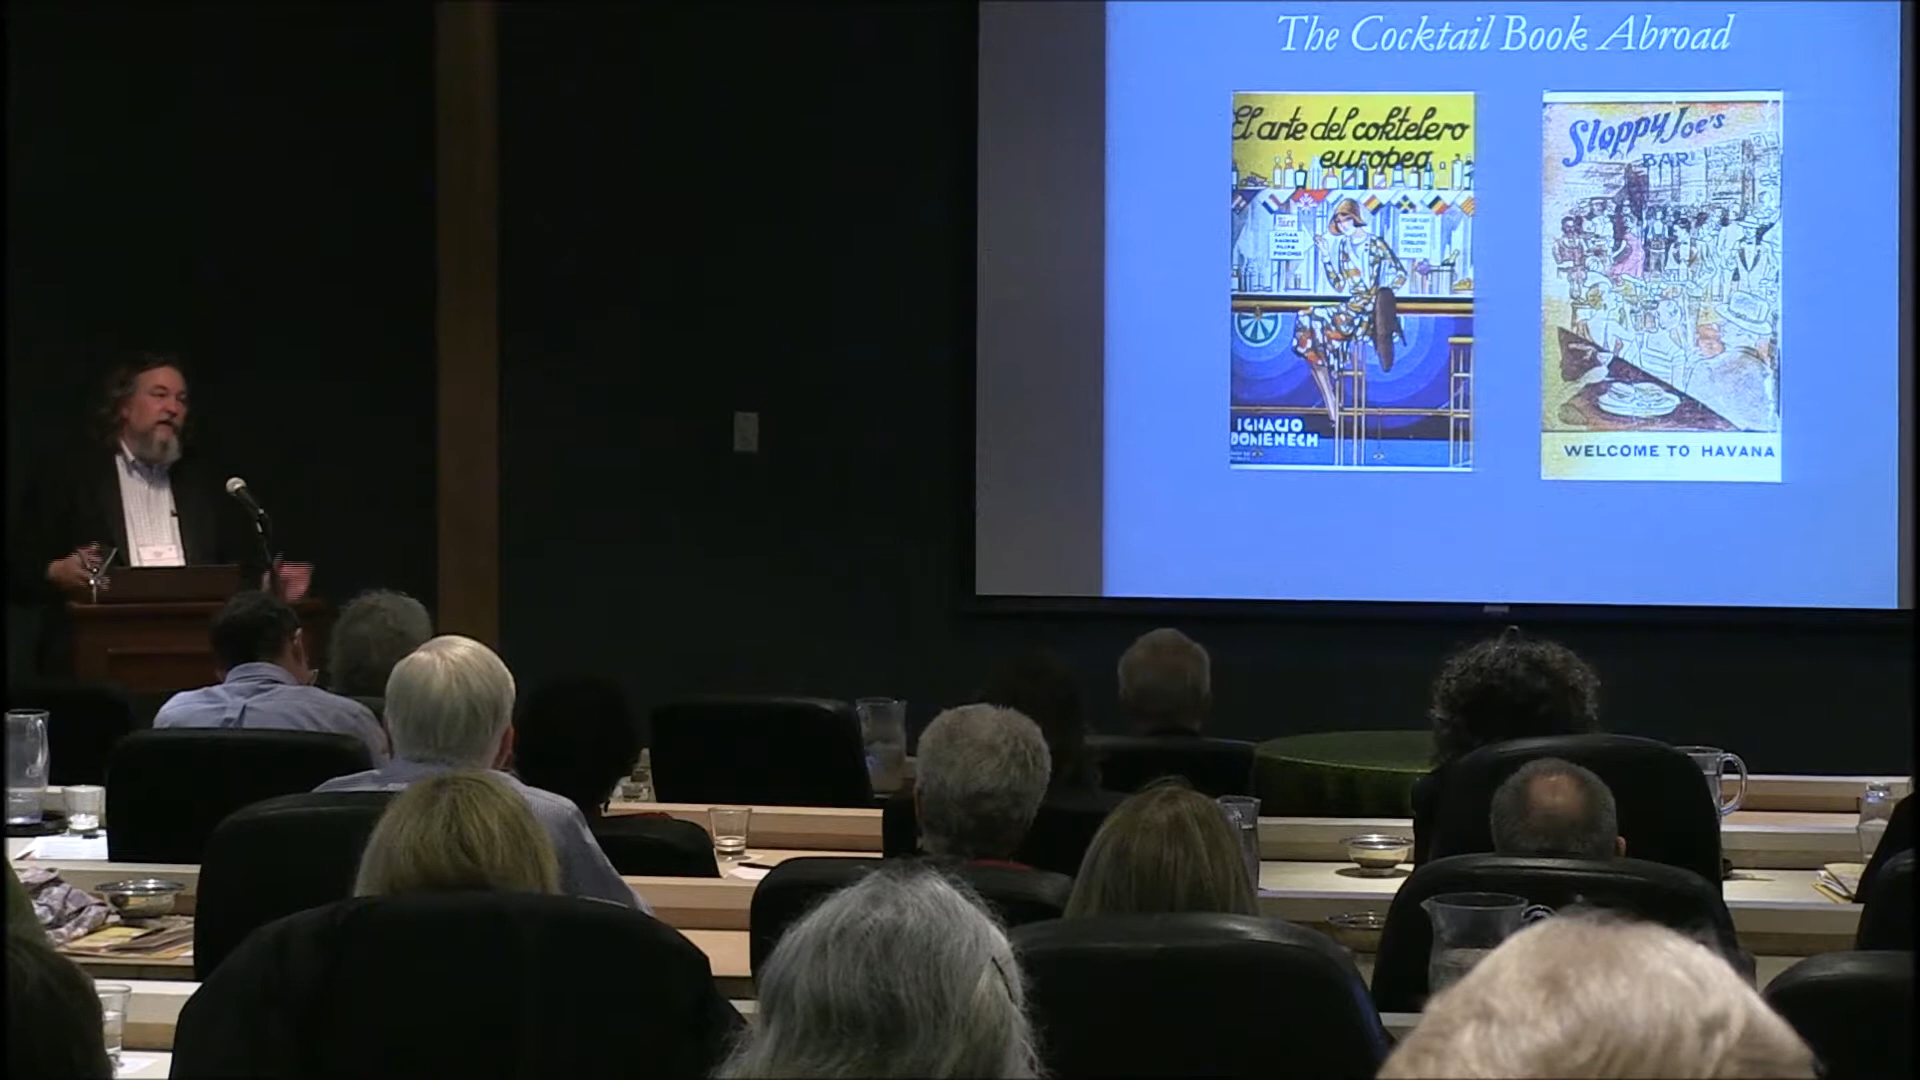 The Cocktail Book Abroad
El arte del coktelero
europeo
IGNACIO
DOMENECH
Sloppy Joe's
BAR
WELCOME TO HAVANA